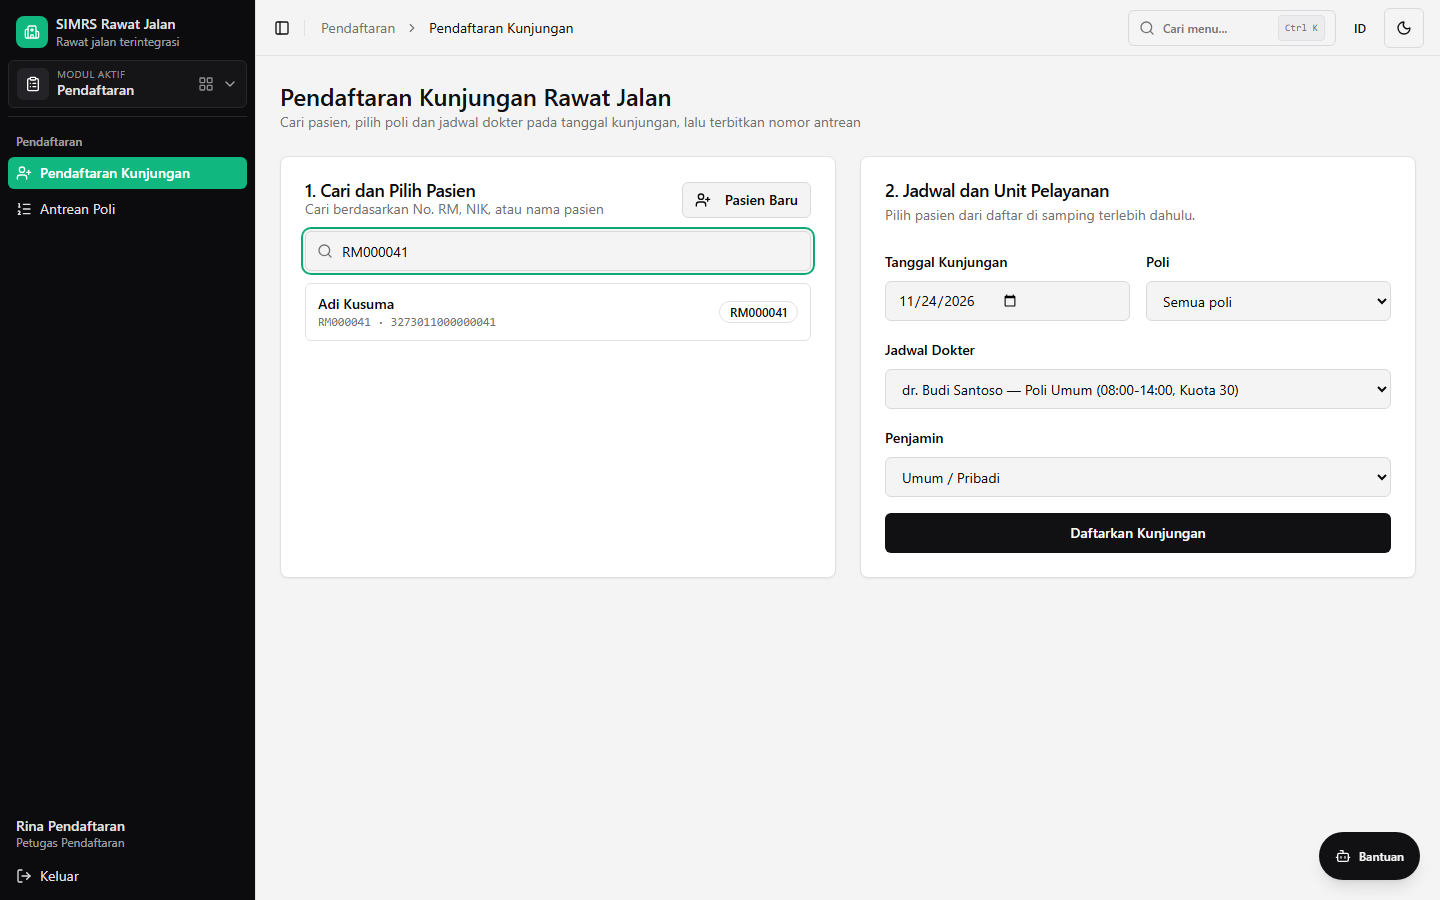 SIMRS Rawat Jalan
Rawat jalan terintegrasi
MODUL AKTIF
Pendaftaran
Pendaftaran
Pendaftaran Kunjungan
Antrean Poli
Rina Pendaftaran
Petugas Pendaftaran
Keluar
Pendaftaran > Pendaftaran Kunjungan
Cari menu... Ctrl K
ID
Pendaftaran Kunjungan Rawat Jalan
Cari pasien, pilih poli dan jadwal dokter pada tanggal kunjungan, lalu terbitkan nomor antrean
1. Cari dan Pilih Pasien
Cari berdasarkan No. RM, NIK, atau nama pasien
Pasien Baru
RM000041
Adi Kusuma
RM000041 · 3273011000000041
RM000041
2. Jadwal dan Unit Pelayanan
Pilih pasien dari daftar di samping terlebih dahulu.
Tanggal Kunjungan
11/24/2026
Poli
Semua poli
Jadwal Dokter
dr. Budi Santoso — Poli Umum (08:00-14:00, Kuota 30)
Penjamin
Umum / Pribadi
Daftarkan Kunjungan
Bantuan